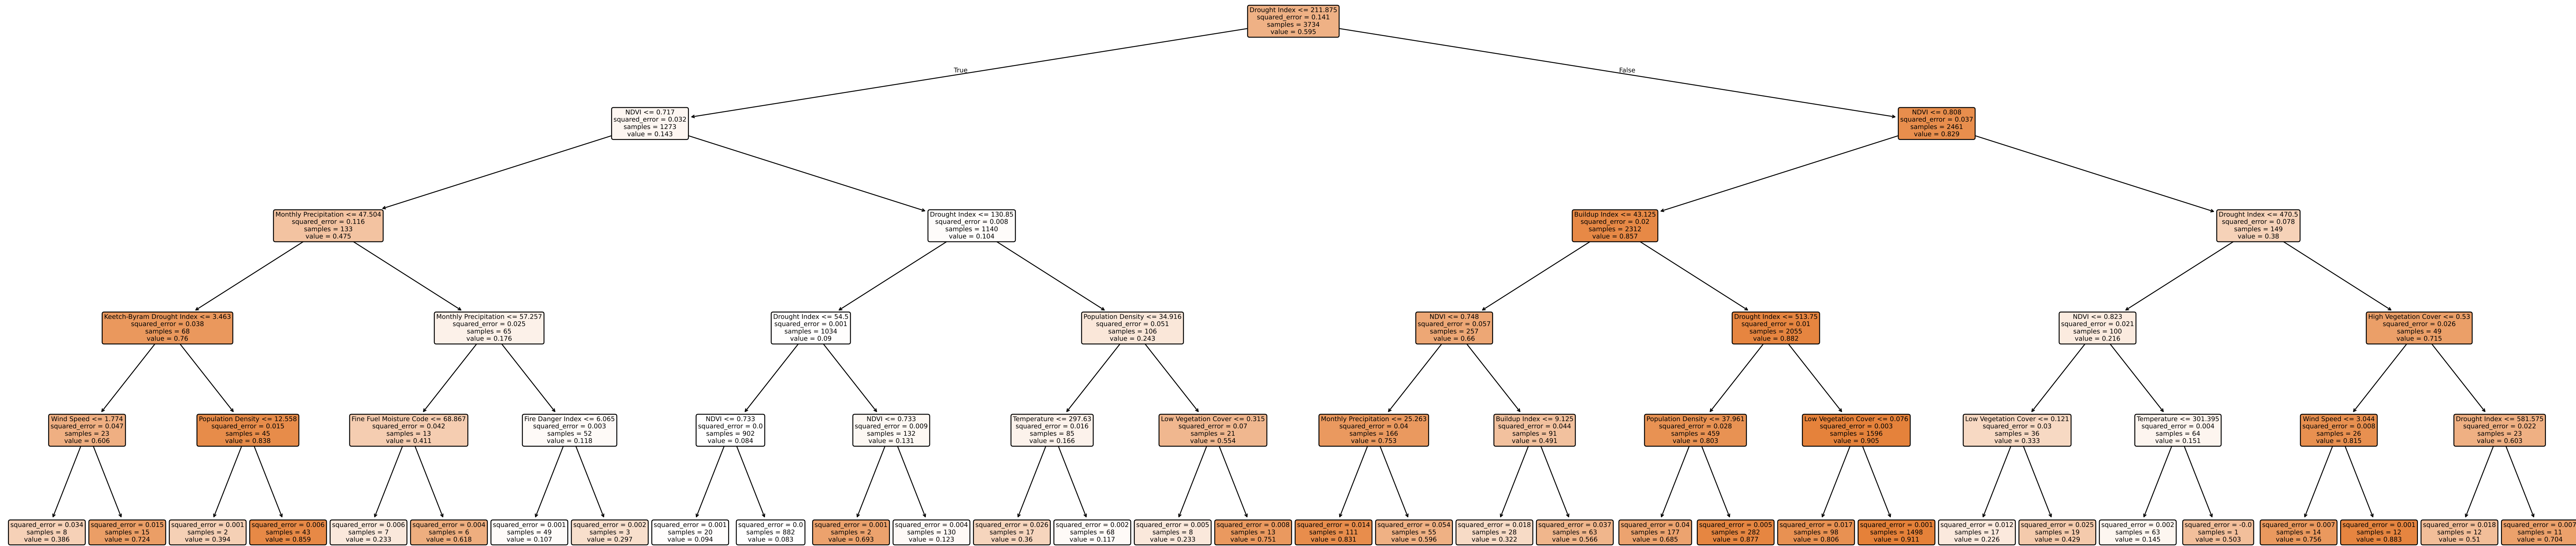 Drought Index <= 211.875
squared_error = 0.141
samples = 3734
value = 0.595
True
False
NDVI <= 0.717
squared_error = 0.032
samples = 1273
value = 0.143
NDVI <= 0.808
squared_error = 0.037
samples = 2461
value = 0.829
Monthly Precipitation <= 47.504
squared_error = 0.116
samples = 133
value = 0.475
Drought Index <= 130.85
squared_error = 0.008
samples = 1140
value = 0.104
Buildup Index <= 43.125
squared_error = 0.02
samples = 2312
value = 0.857
Drought Index <= 470.5
squared_error = 0.078
samples = 149
value = 0.38
Keetch-Byram Drought Index <= 3.463
squared_error = 0.038
samples = 68
value = 0.76
Monthly Precipitation <= 57.257
squared_error = 0.025
samples = 65
value = 0.176
Drought Index <= 54.5
squared_error = 0.001
samples = 1034
value = 0.09
Population Density <= 34.916
squared_error = 0.051
samples = 106
value = 0.243
NDVI <= 0.748
squared_error = 0.057
samples = 257
value = 0.66
Drought Index <= 513.75
squared_error = 0.01
samples = 2055
value = 0.882
NDVI <= 0.823
squared_error = 0.021
samples = 100
value = 0.216
High Vegetation Cover <= 0.53
squared_error = 0.026
samples = 49
value = 0.715
Wind Speed <= 1.774
squared_error = 0.047
samples = 23
value = 0.606
Population Density <= 12.558
squared_error = 0.015
samples = 45
value = 0.838
Fine Fuel Moisture Code <= 68.867
squared_error = 0.042
samples = 13
value = 0.411
Fire Danger Index <= 6.065
squared_error = 0.003
samples = 52
value = 0.118
NDVI <= 0.733
squared_error = 0.0
samples = 902
value = 0.084
NDVI <= 0.733
squared_error = 0.009
samples = 132
value = 0.131
Temperature <= 297.63
squared_error = 0.016
samples = 85
value = 0.166
Low Vegetation Cover <= 0.315
squared_error = 0.07
samples = 21
value = 0.554
Monthly Precipitation <= 25.263
squared_error = 0.04
samples = 166
value = 0.753
Buildup Index <= 9.125
squared_error = 0.044
samples = 91
value = 0.491
Population Density <= 37.961
squared_error = 0.028
samples = 459
value = 0.803
Low Vegetation Cover <= 0.076
squared_error = 0.003
samples = 1596
value = 0.905
Low Vegetation Cover <= 0.121
squared_error = 0.03
samples = 36
value = 0.333
Temperature <= 301.395
squared_error = 0.004
samples = 64
value = 0.151
Wind Speed <= 3.044
squared_error = 0.008
samples = 26
value = 0.815
Drought Index <= 581.575
squared_error = 0.022
samples = 23
value = 0.603
squared_error = 0.034
samples = 8
value = 0.386
squared_error = 0.015
samples = 15
value = 0.724
squared_error = 0.001
samples = 2
value = 0.394
squared_error = 0.006
samples = 43
value = 0.859
squared_error = 0.006
samples = 7
value = 0.233
squared_error = 0.004
samples = 6
value = 0.618
squared_error = 0.001
samples = 49
value = 0.107
squared_error = 0.002
samples = 3
value = 0.297
squared_error = 0.001
samples = 20
value = 0.094
squared_error = 0.0
samples = 882
value = 0.083
squared_error = 0.001
samples = 2
value = 0.693
squared_error = 0.004
samples = 130
value = 0.123
squared_error = 0.026
samples = 17
value = 0.36
squared_error = 0.002
samples = 68
value = 0.117
squared_error = 0.005
samples = 8
value = 0.233
squared_error = 0.008
samples = 13
value = 0.751
squared_error = 0.014
samples = 111
value = 0.831
squared_error = 0.054
samples = 55
value = 0.596
squared_error = 0.018
samples = 28
value = 0.322
squared_error = 0.037
samples = 63
value = 0.566
squared_error = 0.04
samples = 177
value = 0.685
squared_error = 0.005
samples = 282
value = 0.877
squared_error = 0.017
samples = 98
value = 0.806
squared_error = 0.001
samples = 1498
value = 0.911
squared_error = 0.012
samples = 17
value = 0.226
squared_error = 0.025
samples = 19
value = 0.429
squared_error = 0.002
samples = 63
value = 0.145
squared_error = -0.0
samples = 1
value = 0.503
squared_error = 0.007
samples = 14
value = 0.756
squared_error = 0.001
samples = 12
value = 0.883
squared_error = 0.018
samples = 12
value = 0.51
squared_error = 0.007
samples = 11
value = 0.704